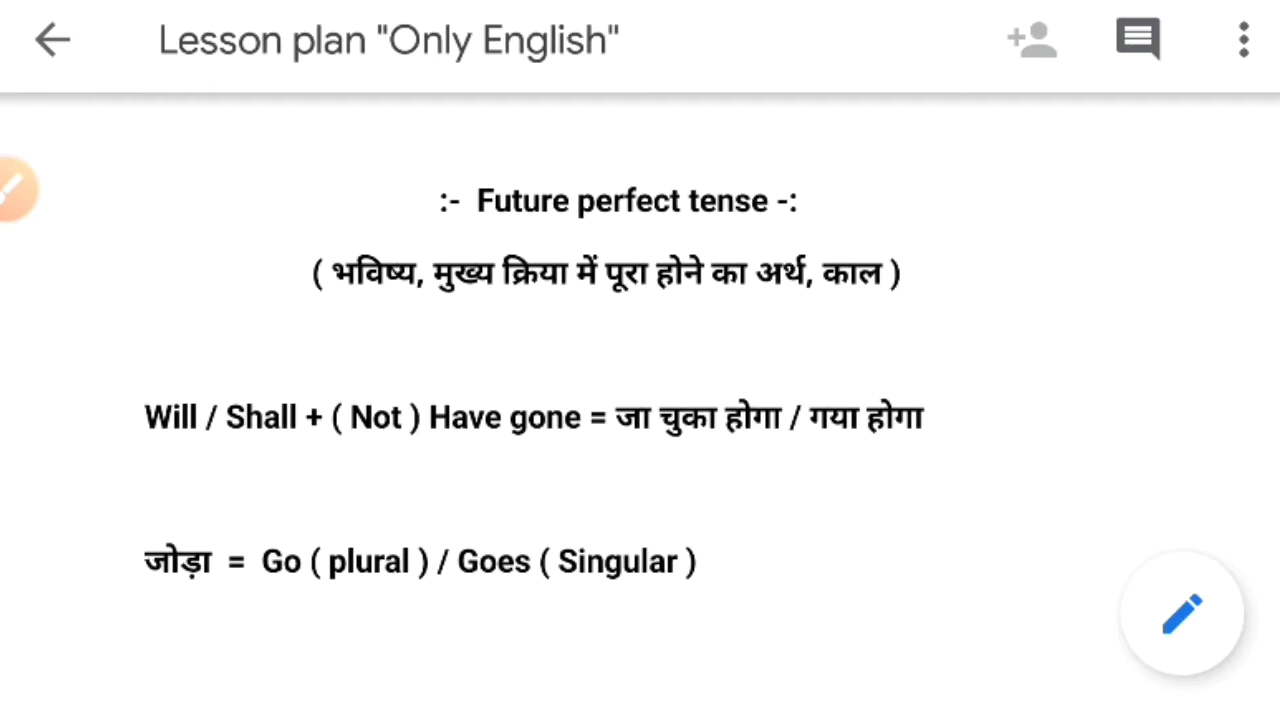 Lesson plan "Only English"
:- Future perfect tense -:
( भविष्य, मुख्य क्रिया में पूरा होने का अर्थ, काल )
Will / Shall + ( Not ) Have gone = जा चुका होगा / गया होगा
जोड़ा = Go ( plural ) / Goes ( Singular )